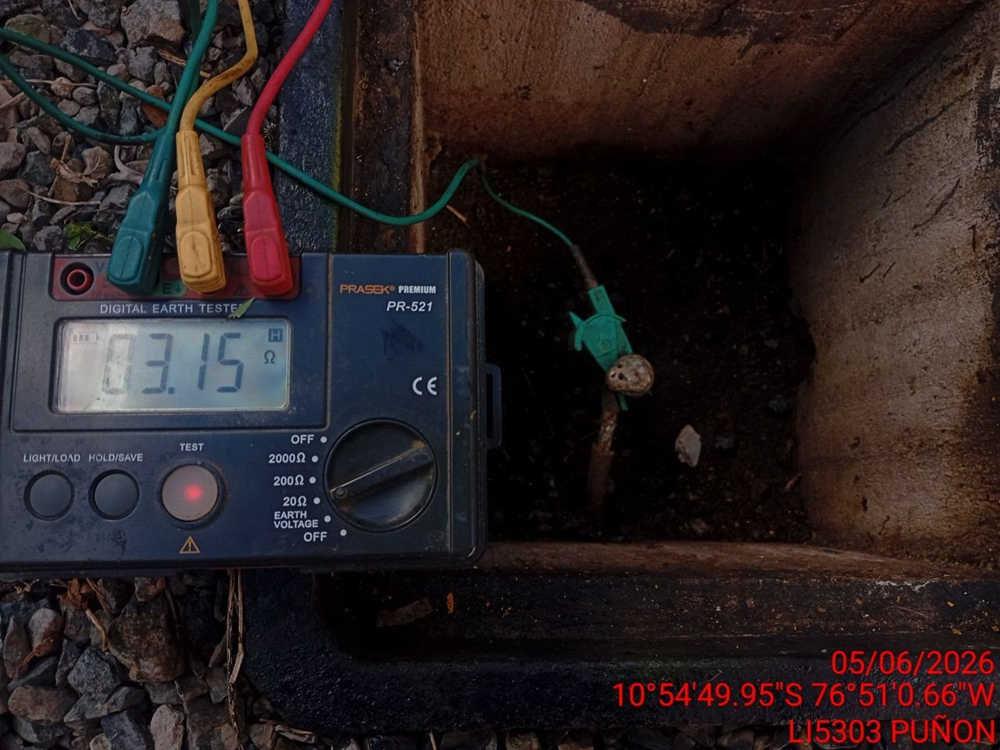 PRASEK® PREMIUM
PR-521
DIGITAL EARTH TESTER
03.15
H
Ω
CE
LIGHT/LOAD
HOLD/SAVE
TEST
OFF
2000Ω
200Ω
20Ω
EARTH
VOLTAGE
OFF
05/06/2026
10°54'49.95"S 76°51'0.66"W
LI5303 PUÑON